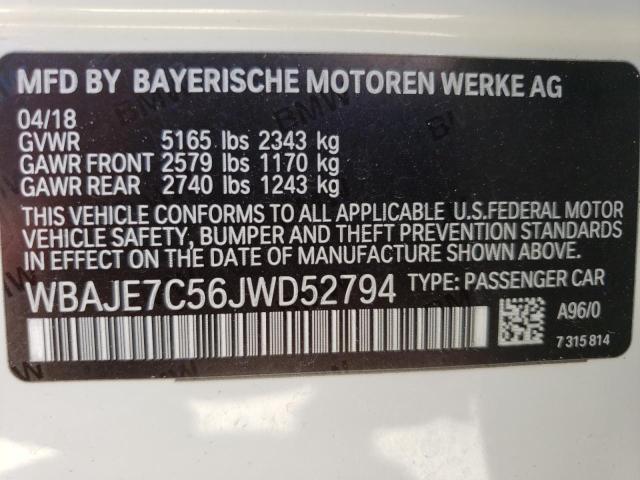 MFD BY BAYERISCHE MOTOREN WERKE AG
04/18
GVWR 5165 lbs 2343 kg
GAWR FRONT 2579 lbs 1170 kg
GAWR REAR 2740 lbs 1243 kg
THIS VEHICLE CONFORMS TO ALL APPLICABLE U.S.FEDERAL MOTOR
VEHICLE SAFETY, BUMPER AND THEFT PREVENTION STANDARDS
IN EFFECT ON THE DATE OF MANUFACTURE SHOWN ABOVE.
WBAJE7C56JWD52794 TYPE: PASSENGER CAR
A96/0
7 315 814